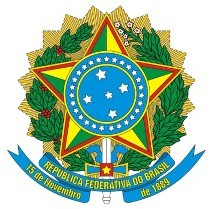 REPÚBLICA FEDERATIVA DO BRASIL
15 de Novembro
de 1889